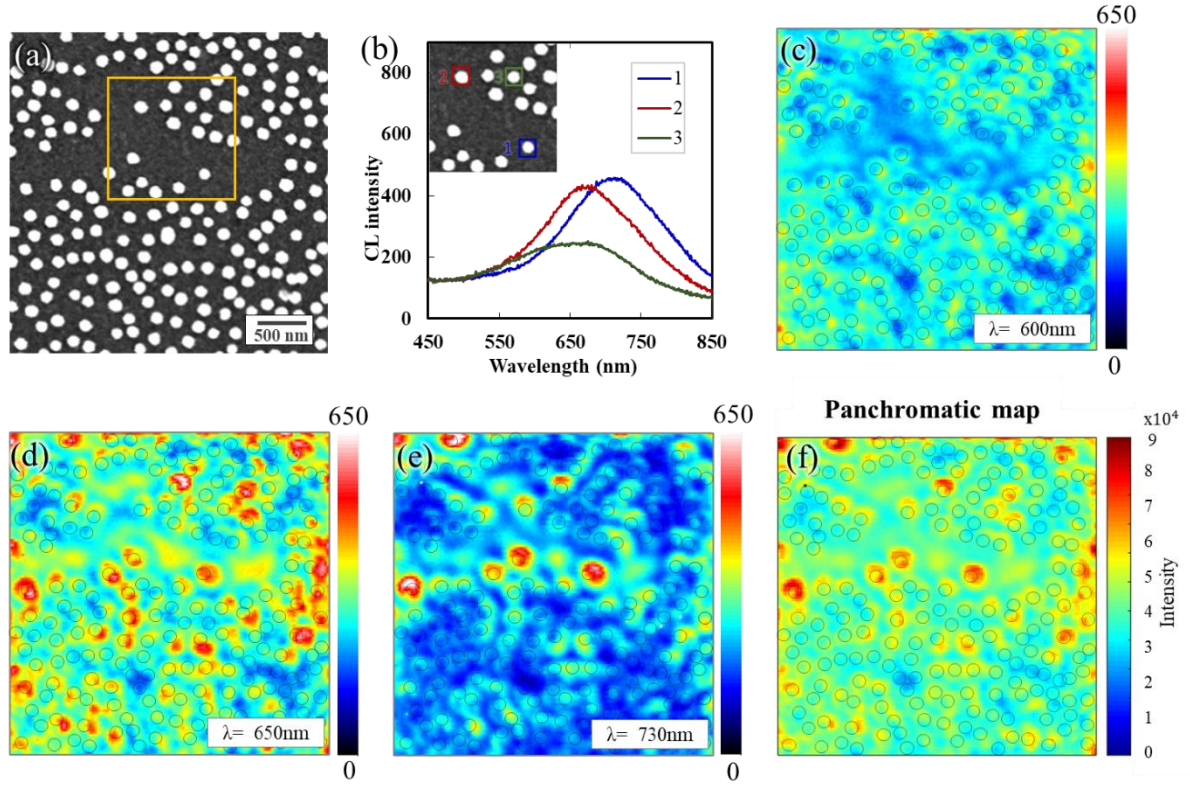 (a)
500 nm
(b)
800
600
400
200
0
CL intensity
450 550 650 750 850
Wavelength (nm)
1
2
3
2
3
1
(c)
650
0
λ= 600nm
(d)
650
0
λ= 650nm
(e)
650
0
λ= 730nm
Panchromatic map
(f)
x10⁴
9
8
7
6
5
4
3
2
1
0
Intensity